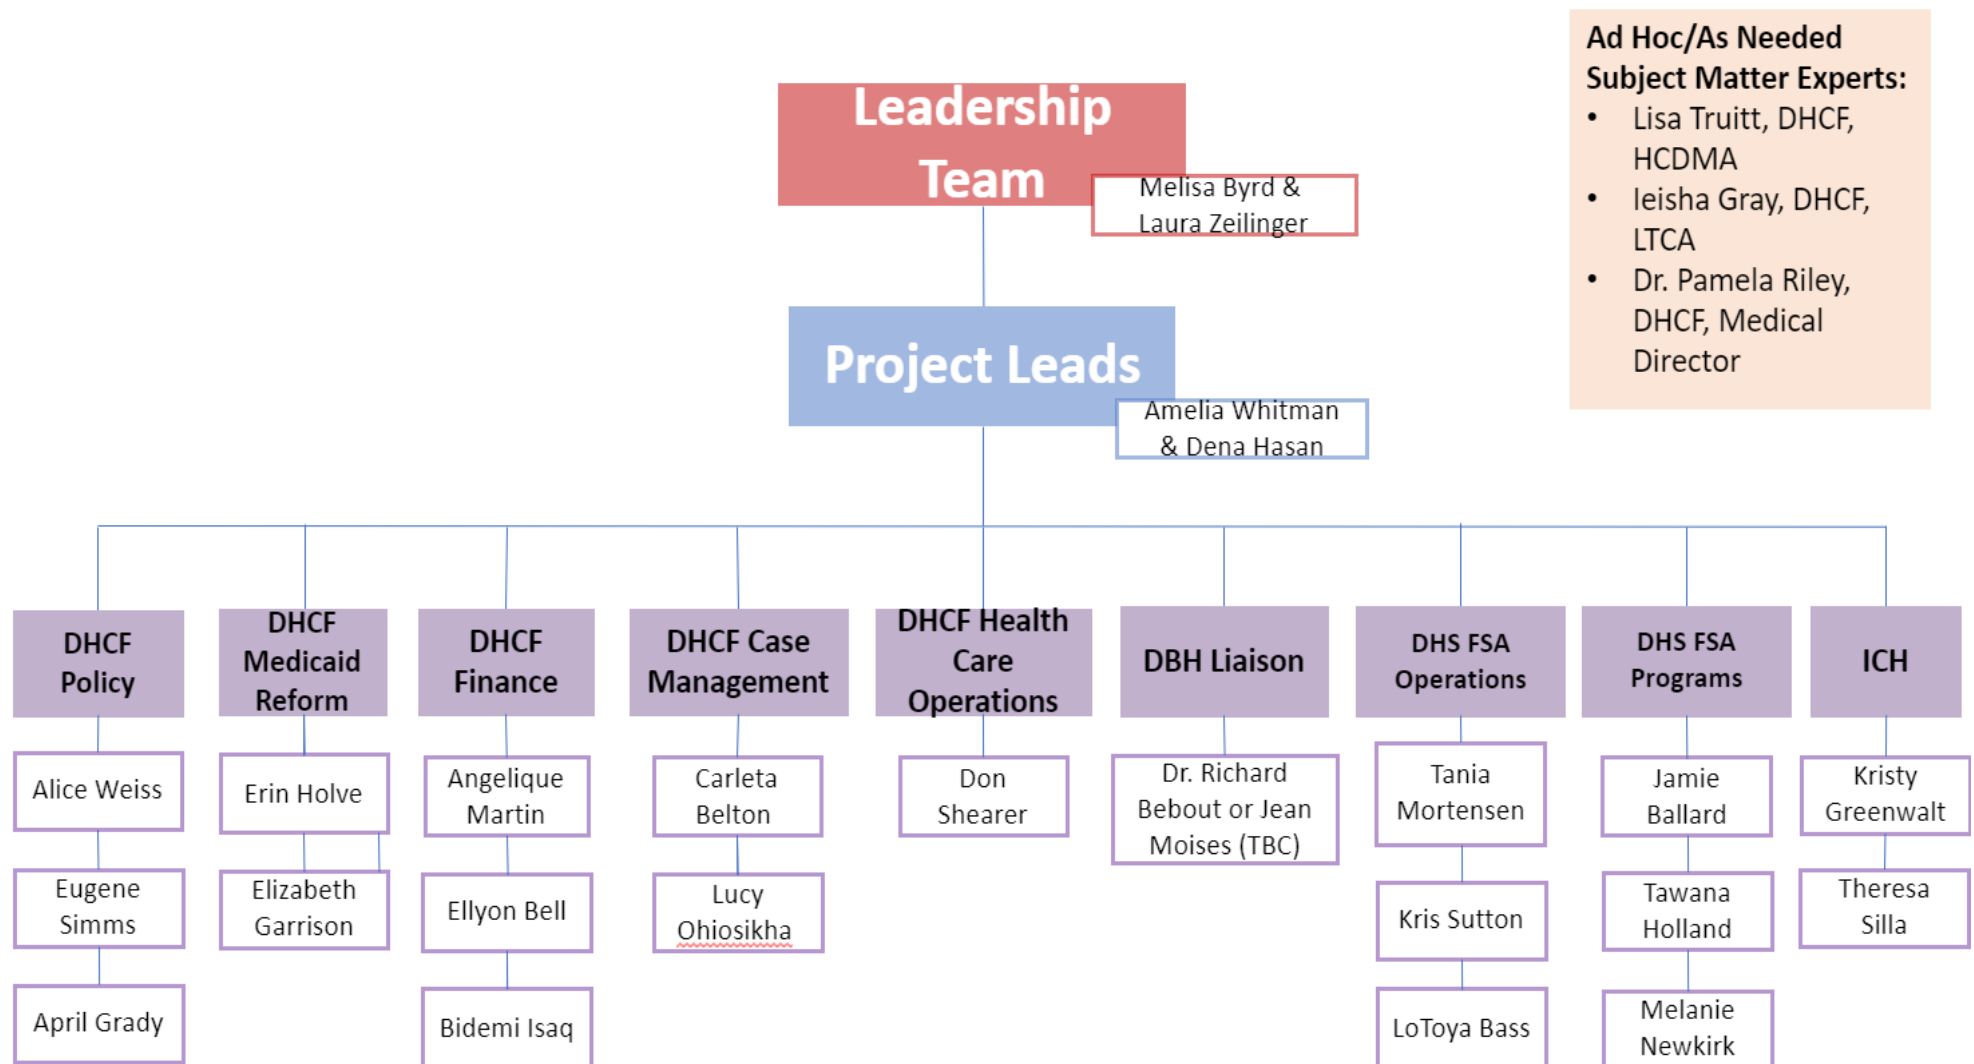 Ad Hoc/As Needed
Subject Matter Experts:
• Lisa Truitt, DHCF,
HCDMA
• Ieisha Gray, DHCF,
LTCA
• Dr. Pamela Riley,
DHCF, Medical
Director
Leadership
Team
Melisa Byrd &
Laura Zeilinger
Project Leads
Amelia Whitman
& Dena Hasan
DHCF
Policy
Alice Weiss
Eugene
Simms
April Grady
DHCF
Medicaid
Reform
Erin Holve
Elizabeth
Garrison
DHCF
Finance
Angelique
Martin
Ellyon Bell
Bidemi Isaq
DHCF Case
Management
Carleta
Belton
Lucy
Ohiosikha
DHCF Health
Care
Operations
Don
Shearer
DBH Liaison
Dr. Richard
Bebout or Jean
Moises (TBC)
DHS FSA
Operations
Tania
Mortensen
Kris Sutton
LoToya Bass
DHS FSA
Programs
Jamie
Ballard
Tawana
Holland
Melanie
Newkirk
ICH
Kristy
Greenwalt
Theresa
Silla